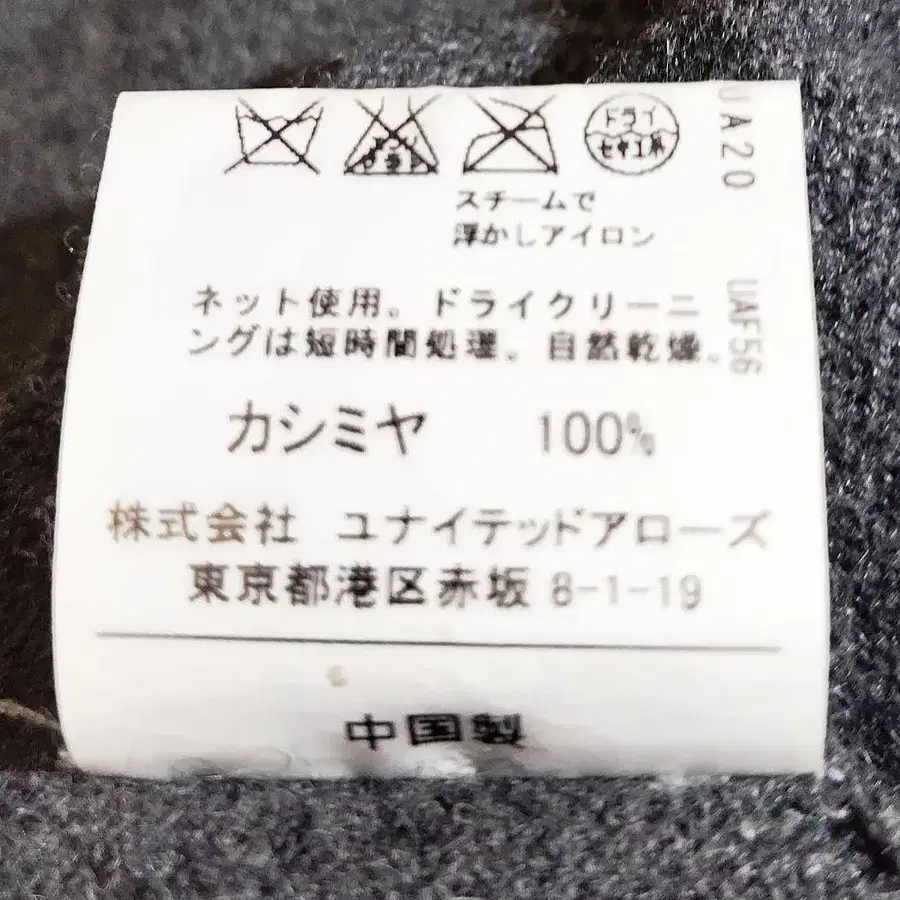 ドライ
セキユ系
スチームで
浮かしアイロン
ネット使用。ドライクリーニ
ングは短時間処理。自然乾燥。
カシミヤ 100%
株式会社 ユナイテッドアローズ
東京都港区赤坂 8-1-19
中国製
UA20
UAF56